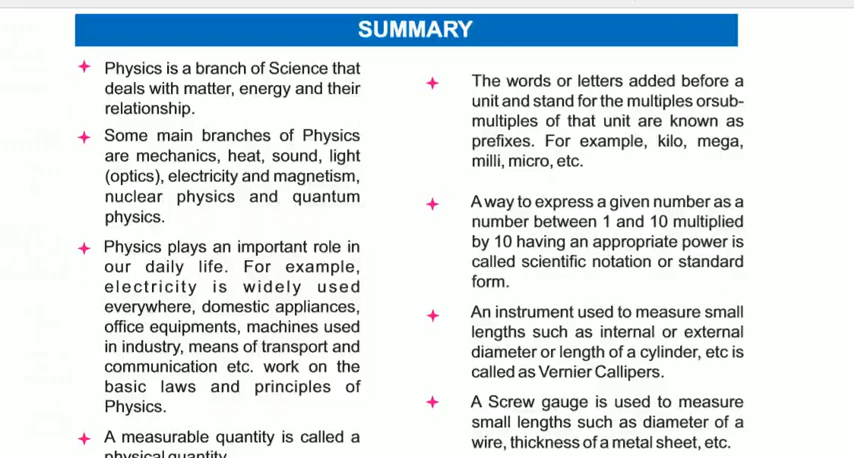 SUMMARY
Physics is a branch of Science that
deals with matter, energy and their
relationship.
Some main branches of Physics
are mechanics, heat, sound, light
(optics), electricity and magnetism,
nuclear physics and quantum
physics.
Physics plays an important role in
our daily life. For example,
electricity is widely used
everywhere, domestic appliances,
office equipments, machines used
in industry, means of transport and
communication etc. work on the
basic laws and principles of
Physics.
A measurable quantity is called a
physical quantity.
The words or letters added before a
unit and stand for the multiples orsub-
multiples of that unit are known as
prefixes. For example, kilo, mega,
milli, micro, etc.
A way to express a given number as a
number between 1 and 10 multiplied
by 10 having an appropriate power is
called scientific notation or standard
form.
An instrument used to measure small
lengths such as internal or external
diameter or length of a cylinder, etc is
called as Vernier Callipers.
A Screw gauge is used to measure
small lengths such as diameter of a
wire, thickness of a metal sheet, etc.